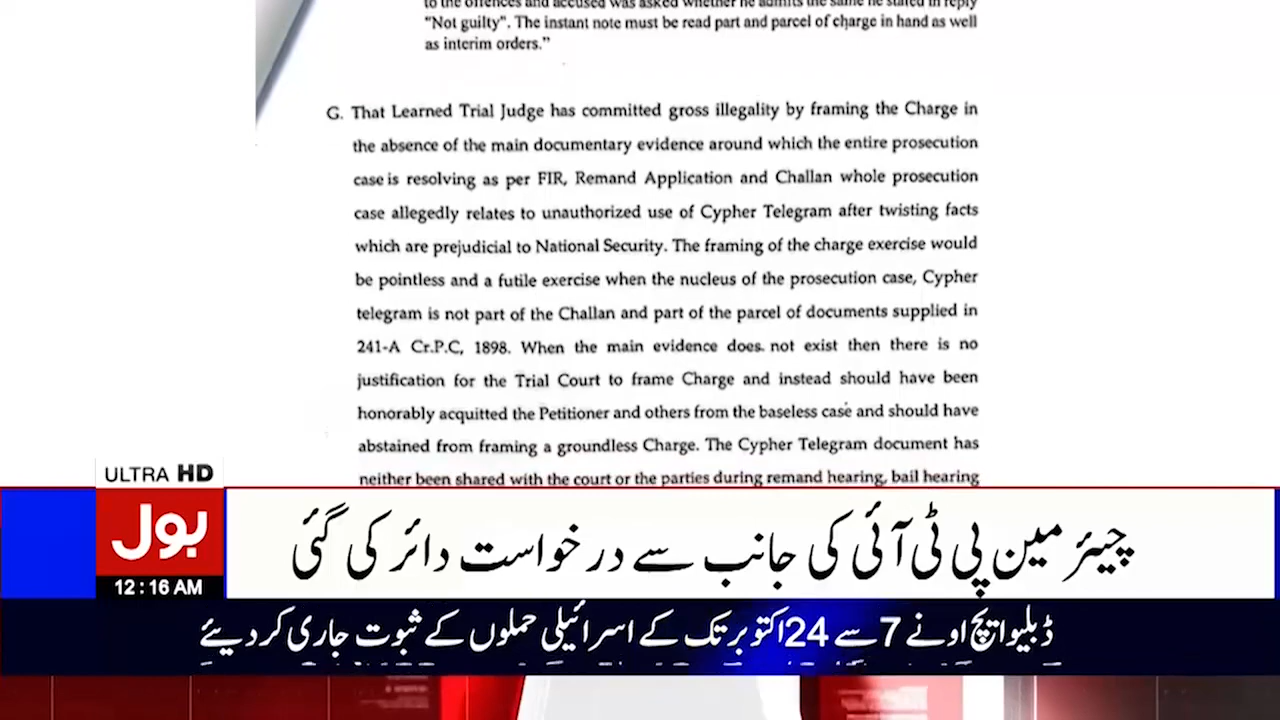 to the offences and accused was asked whether he admits the same he stated in reply
"Not guilty". The instant note must be read part and parcel of charge in hand as well
as interim orders."
G. That Learned Trial Judge has committed gross illegality by framing the Charge in
the absence of the main documentary evidence around which the entire prosecution
case is resolving as per FIR, Remand Application and Challan whole prosecution
case allegedly relates to unauthorized use of Cypher Telegram after twisting facts
which are prejudicial to National Security. The framing of the charge exercise would
be pointless and a futile exercise when the nucleus of the prosecution case, Cypher
telegram is not part of the Challan and part of the parcel of documents supplied in
241-A Cr.P.C, 1898. When the main evidence does not exist then there is no
justification for the Trial Court to frame Charge and instead should have been
honorably acquitted the Petitioner and others from the baseless case and should have
abstained from framing a groundless Charge. The Cypher Telegram document has
neither been shared with the court or the parties during remand hearing, bail hearing
ULTRA HD
بول
12:16 AM
چیئرمین پی ٹی آئی کی جانب سے درخواست دائر کی گئی
ڈبلیو ایچ او نے 7 سے 24 اکتوبر تک کے اسرائیلی حملوں کے ثبوت جاری کر دیئے